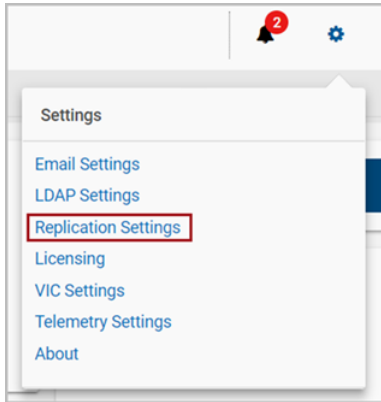 2
Settings
Email Settings
LDAP Settings
Replication Settings
Licensing
VIC Settings
Telemetry Settings
About